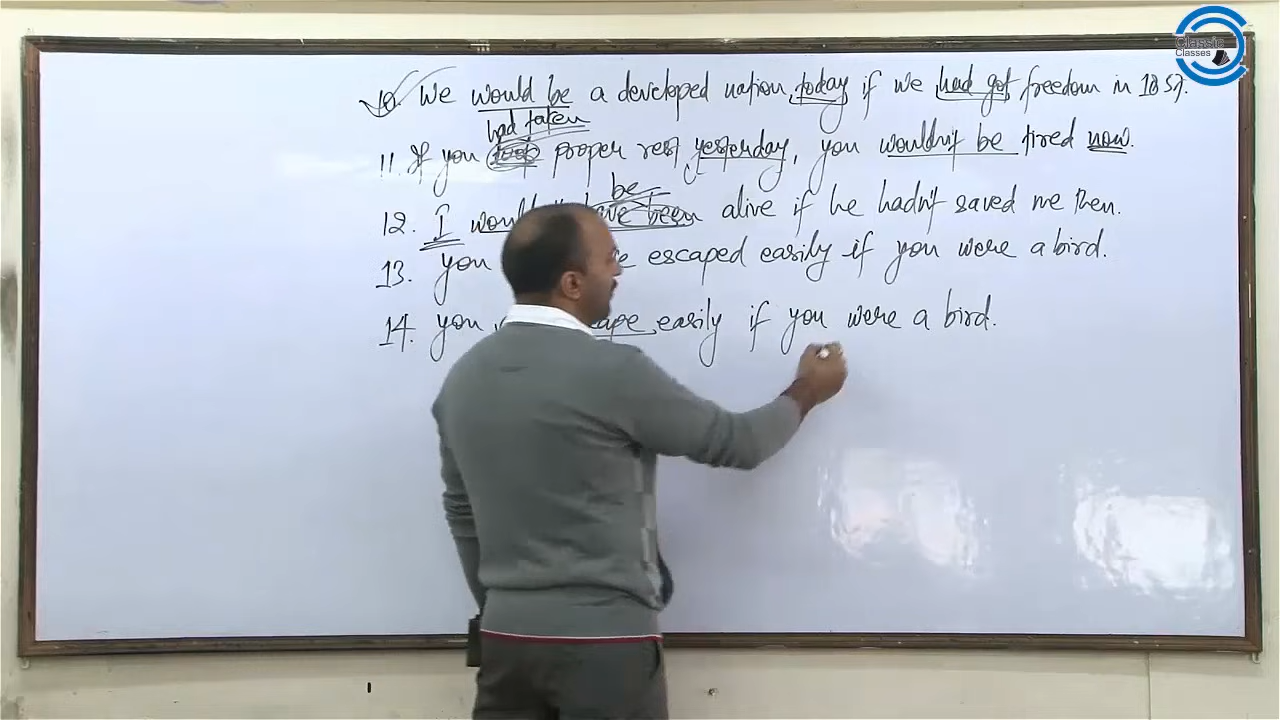 Classic
Classes
10. We would be a developed nation, today if we had got freedom in 1857.
had taken
11. If you took proper rest yesterday, you wouldn't be tired now.
be
12. I have been alive if he hadn't saved me then.
13. you escaped easily if you were a bird.
14. you easily if you were a bird.